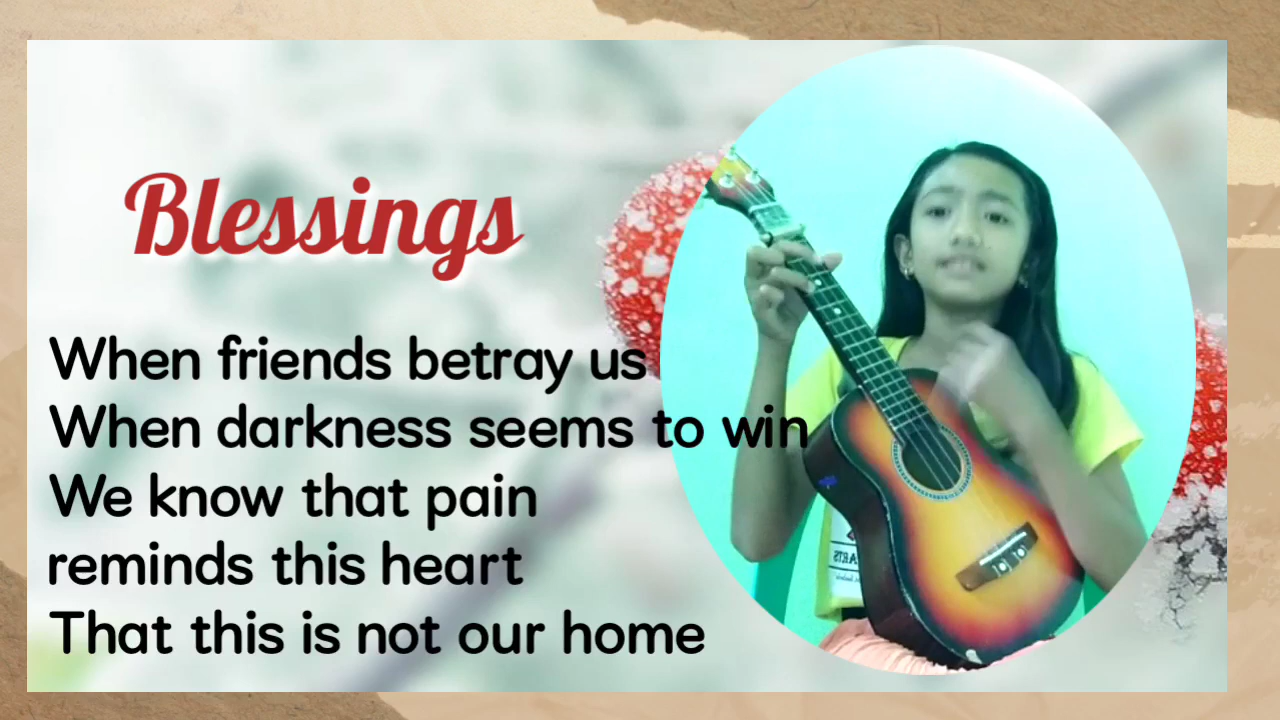 Blessings
When friends betray us
When darkness seems to win
We know that pain
reminds this heart
That this is not our home